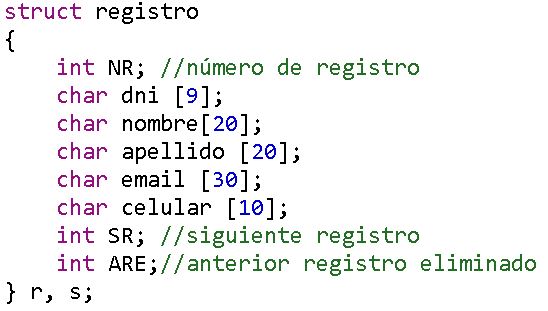 struct registro
{
    int NR; //número de registro
    char dni [9];
    char nombre[20];
    char apellido [20];
    char email [30];
    char celular [10];
    int SR; //siguiente registro
    int ARE;//anterior registro eliminado
} r, s;